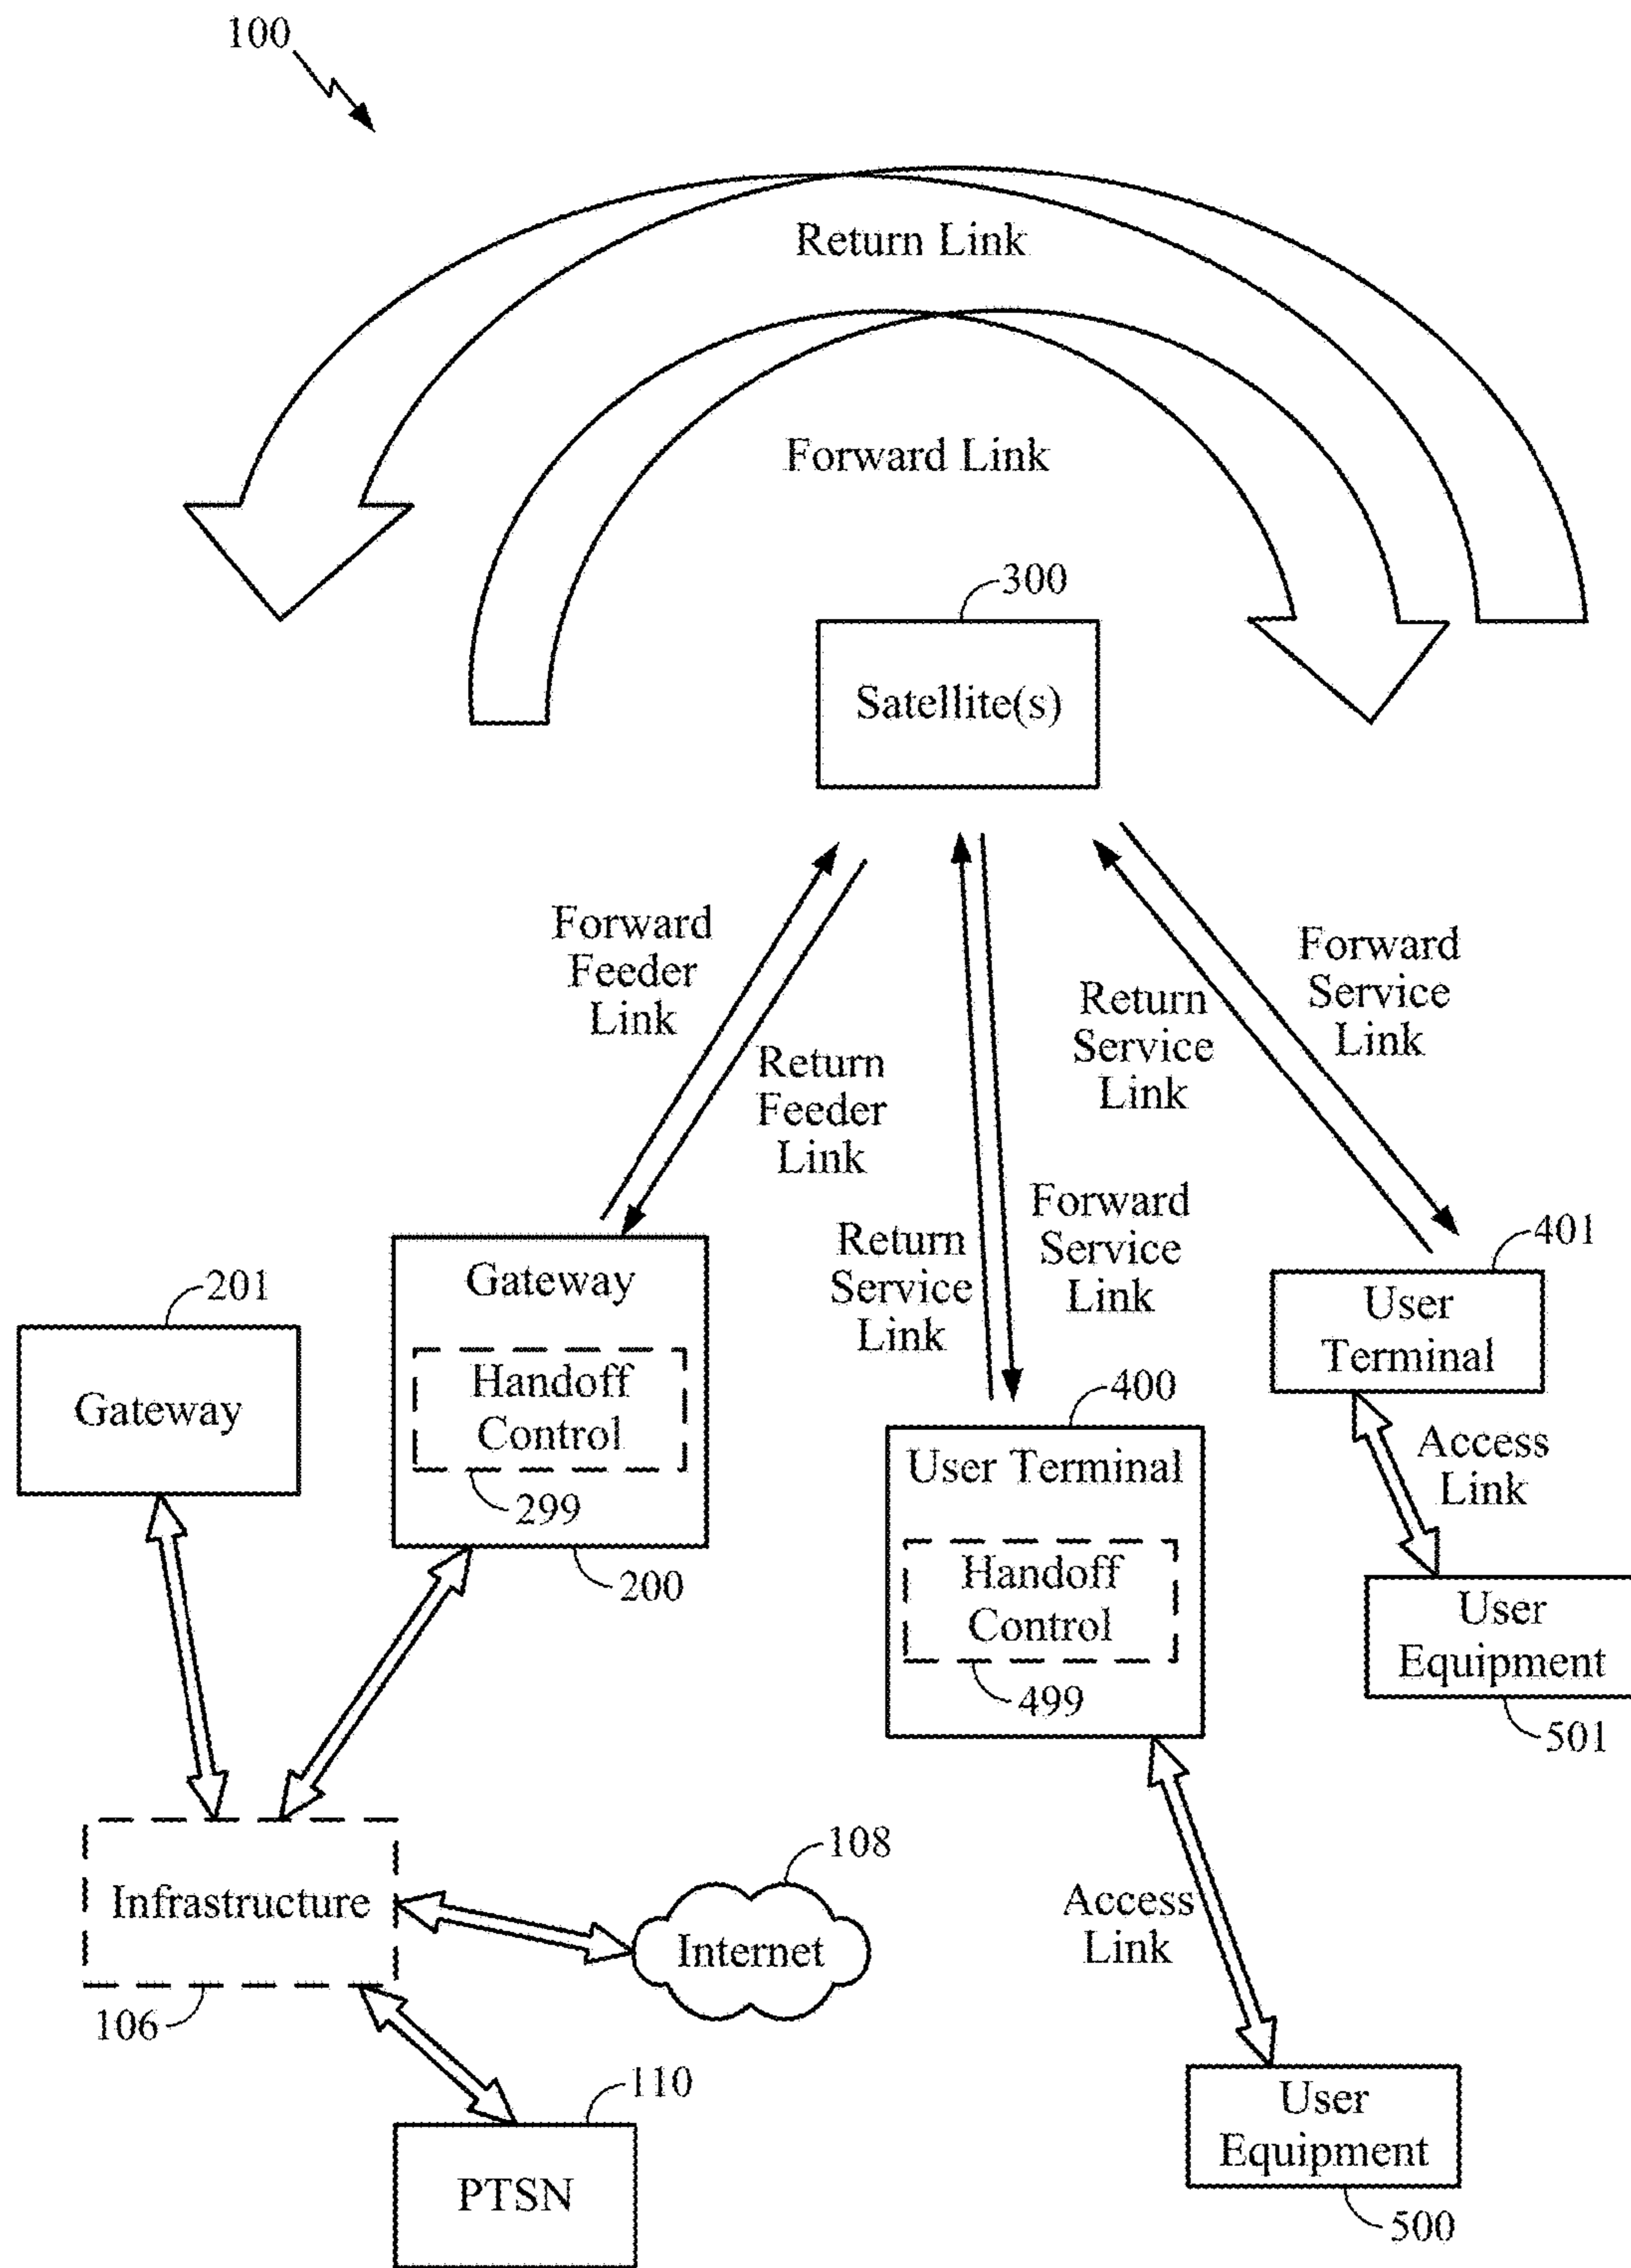 100
Return Link
Forward Link
300
Satellite(s)
Forward
Feeder
Link
Return
Feeder
Link
Return
Service
Link
Forward
Service
Link
Return
Service
Link
Forward
Service
Link
201
Gateway
Gateway
Handoff
Control
299
200
400
User Terminal
Handoff
Control
499
401
User
Terminal
Access
Link
User
Equipment
501
Infrastructure
106
108
Internet
Access
Link
110
PTSN
User
Equipment
500